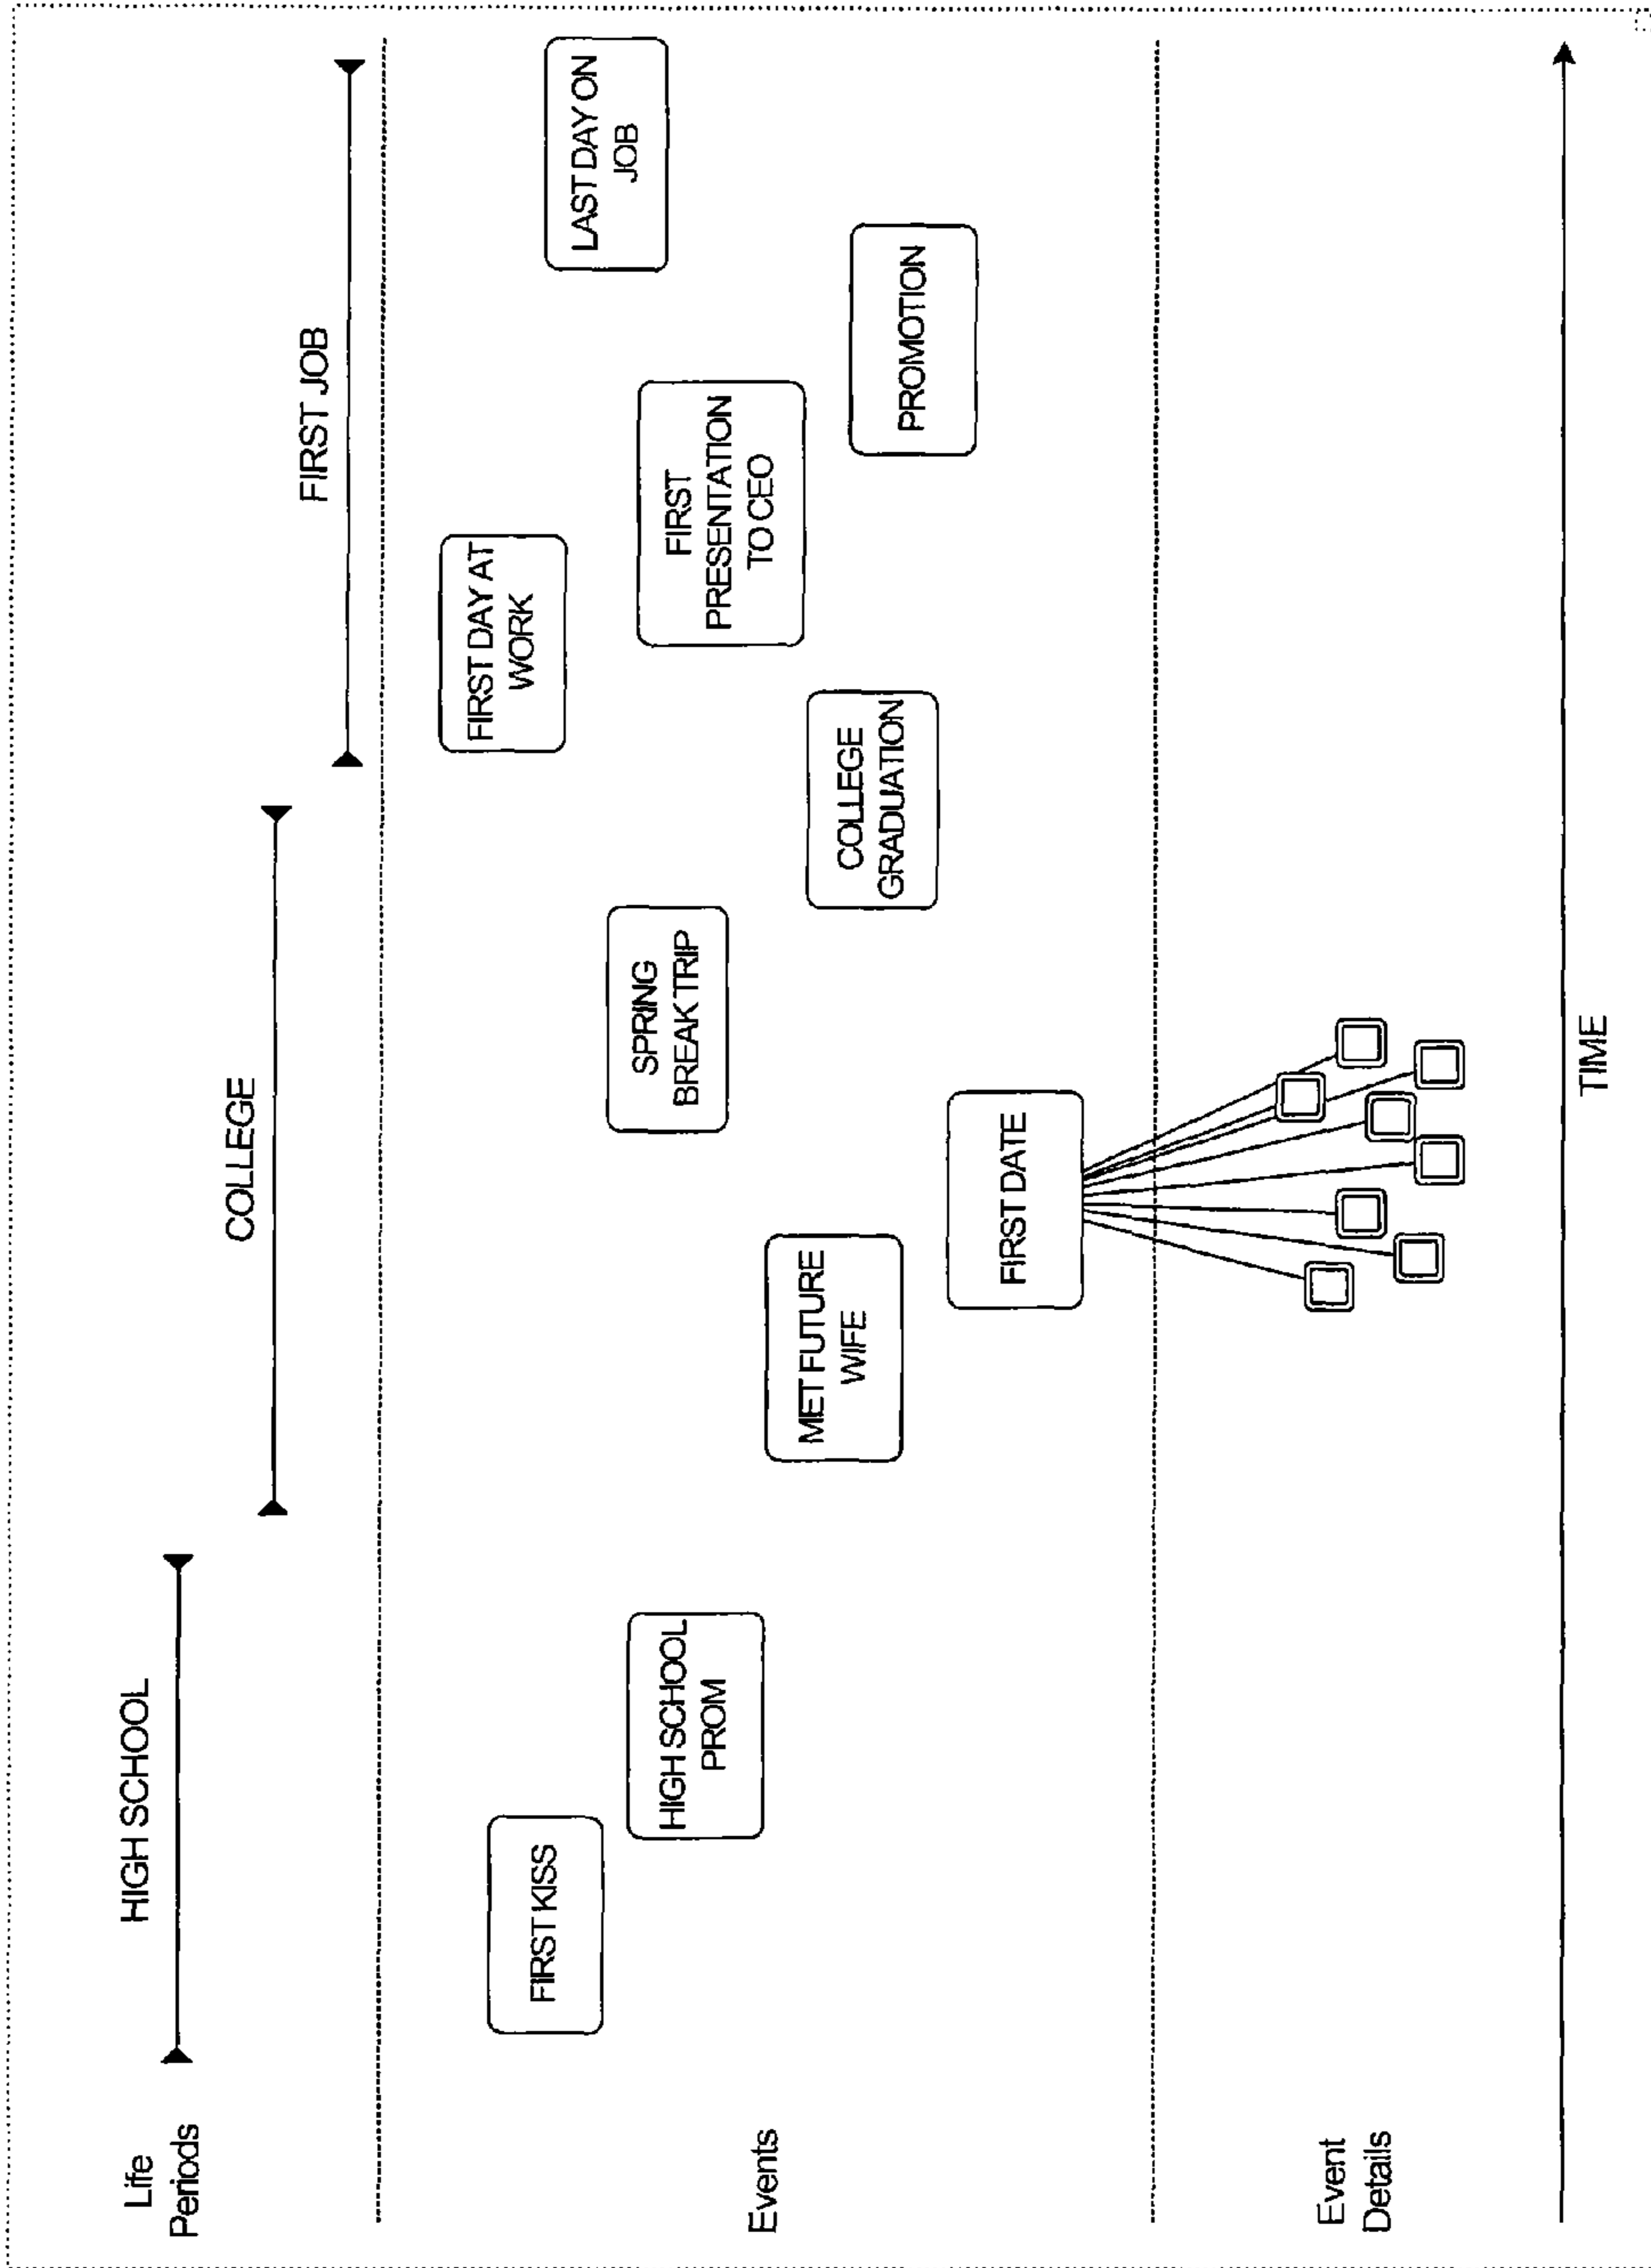 Life
Periods
HIGH SCHOOL
COLLEGE
FIRST JOB
Events
FIRST KISS
HIGH SCHOOL
PROM
MET FUTURE
WIFE
FIRST DATE
SPRING
BREAK TRIP
COLLEGE
GRADUATION
FIRST DAY AT
WORK
FIRST
PRESENTATION
TO CEO
PROMOTION
LAST DAY ON
JOB
Event
Details
TIME